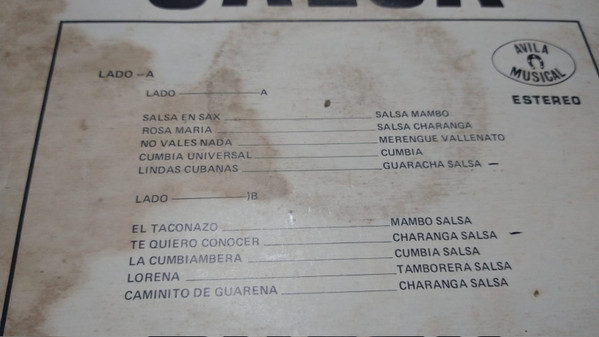 LADO -A
AVILA MUSICAL
ESTEREO
LADO A
SALSA EN SAX SALSA MAMBO
ROSA MARIA SALSA CHARANGA
NO VALES NADA MERENGUE VALLENATO
CUMBIA UNIVERSAL CUMBIA
LINDAS CUBANAS GUARACHA SALSA
LADO )B
EL TACONAZO MAMBO SALSA
TE QUIERO CONOCER CHARANGA SALSA
LA CUMBIAMBERA CUMBIA SALSA
LORENA TAMBORERA SALSA
CAMINITO DE GUARENA CHARANGA SALSA